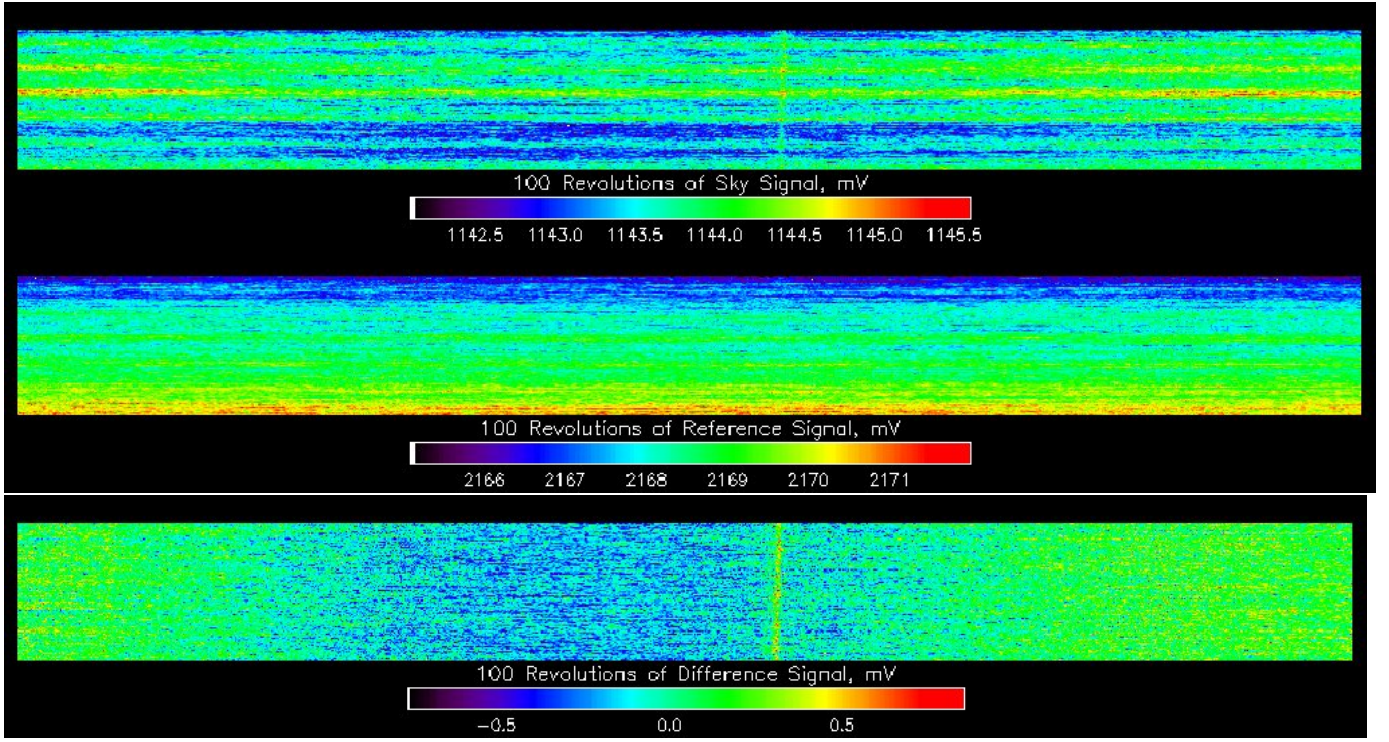 100 Revolutions of Sky Signal, mV
1142.5 1143.0 1143.5 1144.0 1144.5 1145.0 1145.5
100 Revolutions of Reference Signal, mV
2166 2167 2168 2169 2170 2171
100 Revolutions of Difference Signal, mV
−0.5 0.0 0.5